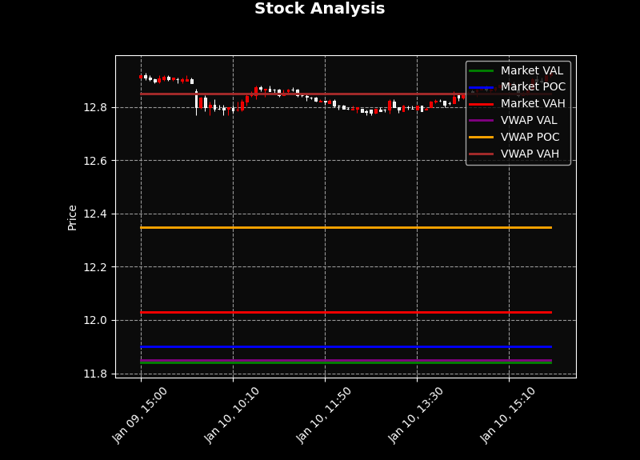 Stock Analysis
Market VAL
Market POC
Market VAH
VWAP VAL
VWAP POC
VWAP VAH
Price
12.8
12.6
12.4
12.2
12.0
11.8
Jan 09, 15:00
Jan 10, 10:10
Jan 10, 11:50
Jan 10, 13:30
Jan 10, 15:10